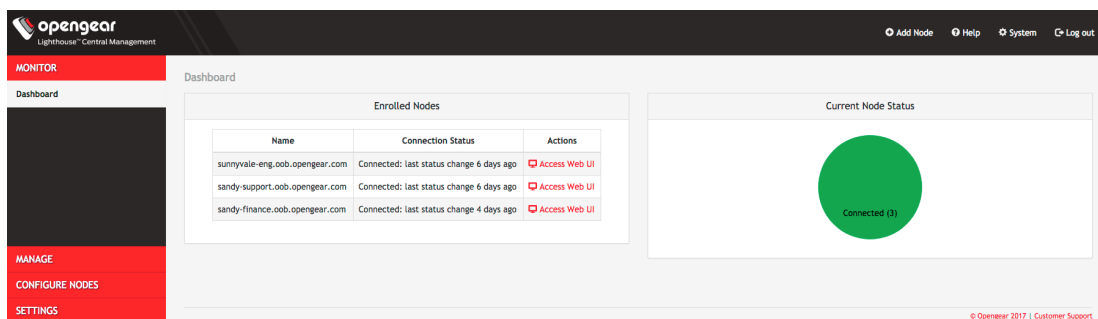 opengear
Lighthouse™ Central Management
Add Node Help System Log out
MONITOR
Dashboard
MANAGE
CONFIGURE NODES
SETTINGS
Dashboard
Enrolled Nodes
Name Connection Status Actions
sunnyvale-eng.oob.opengear.com Connected: last status change 6 days ago Access Web UI
sandy-support.oob.opengear.com Connected: last status change 6 days ago Access Web UI
sandy-finance.oob.opengear.com Connected: last status change 4 days ago Access Web UI
Current Node Status
Connected (3)
© Opengear 2017 | Customer Support